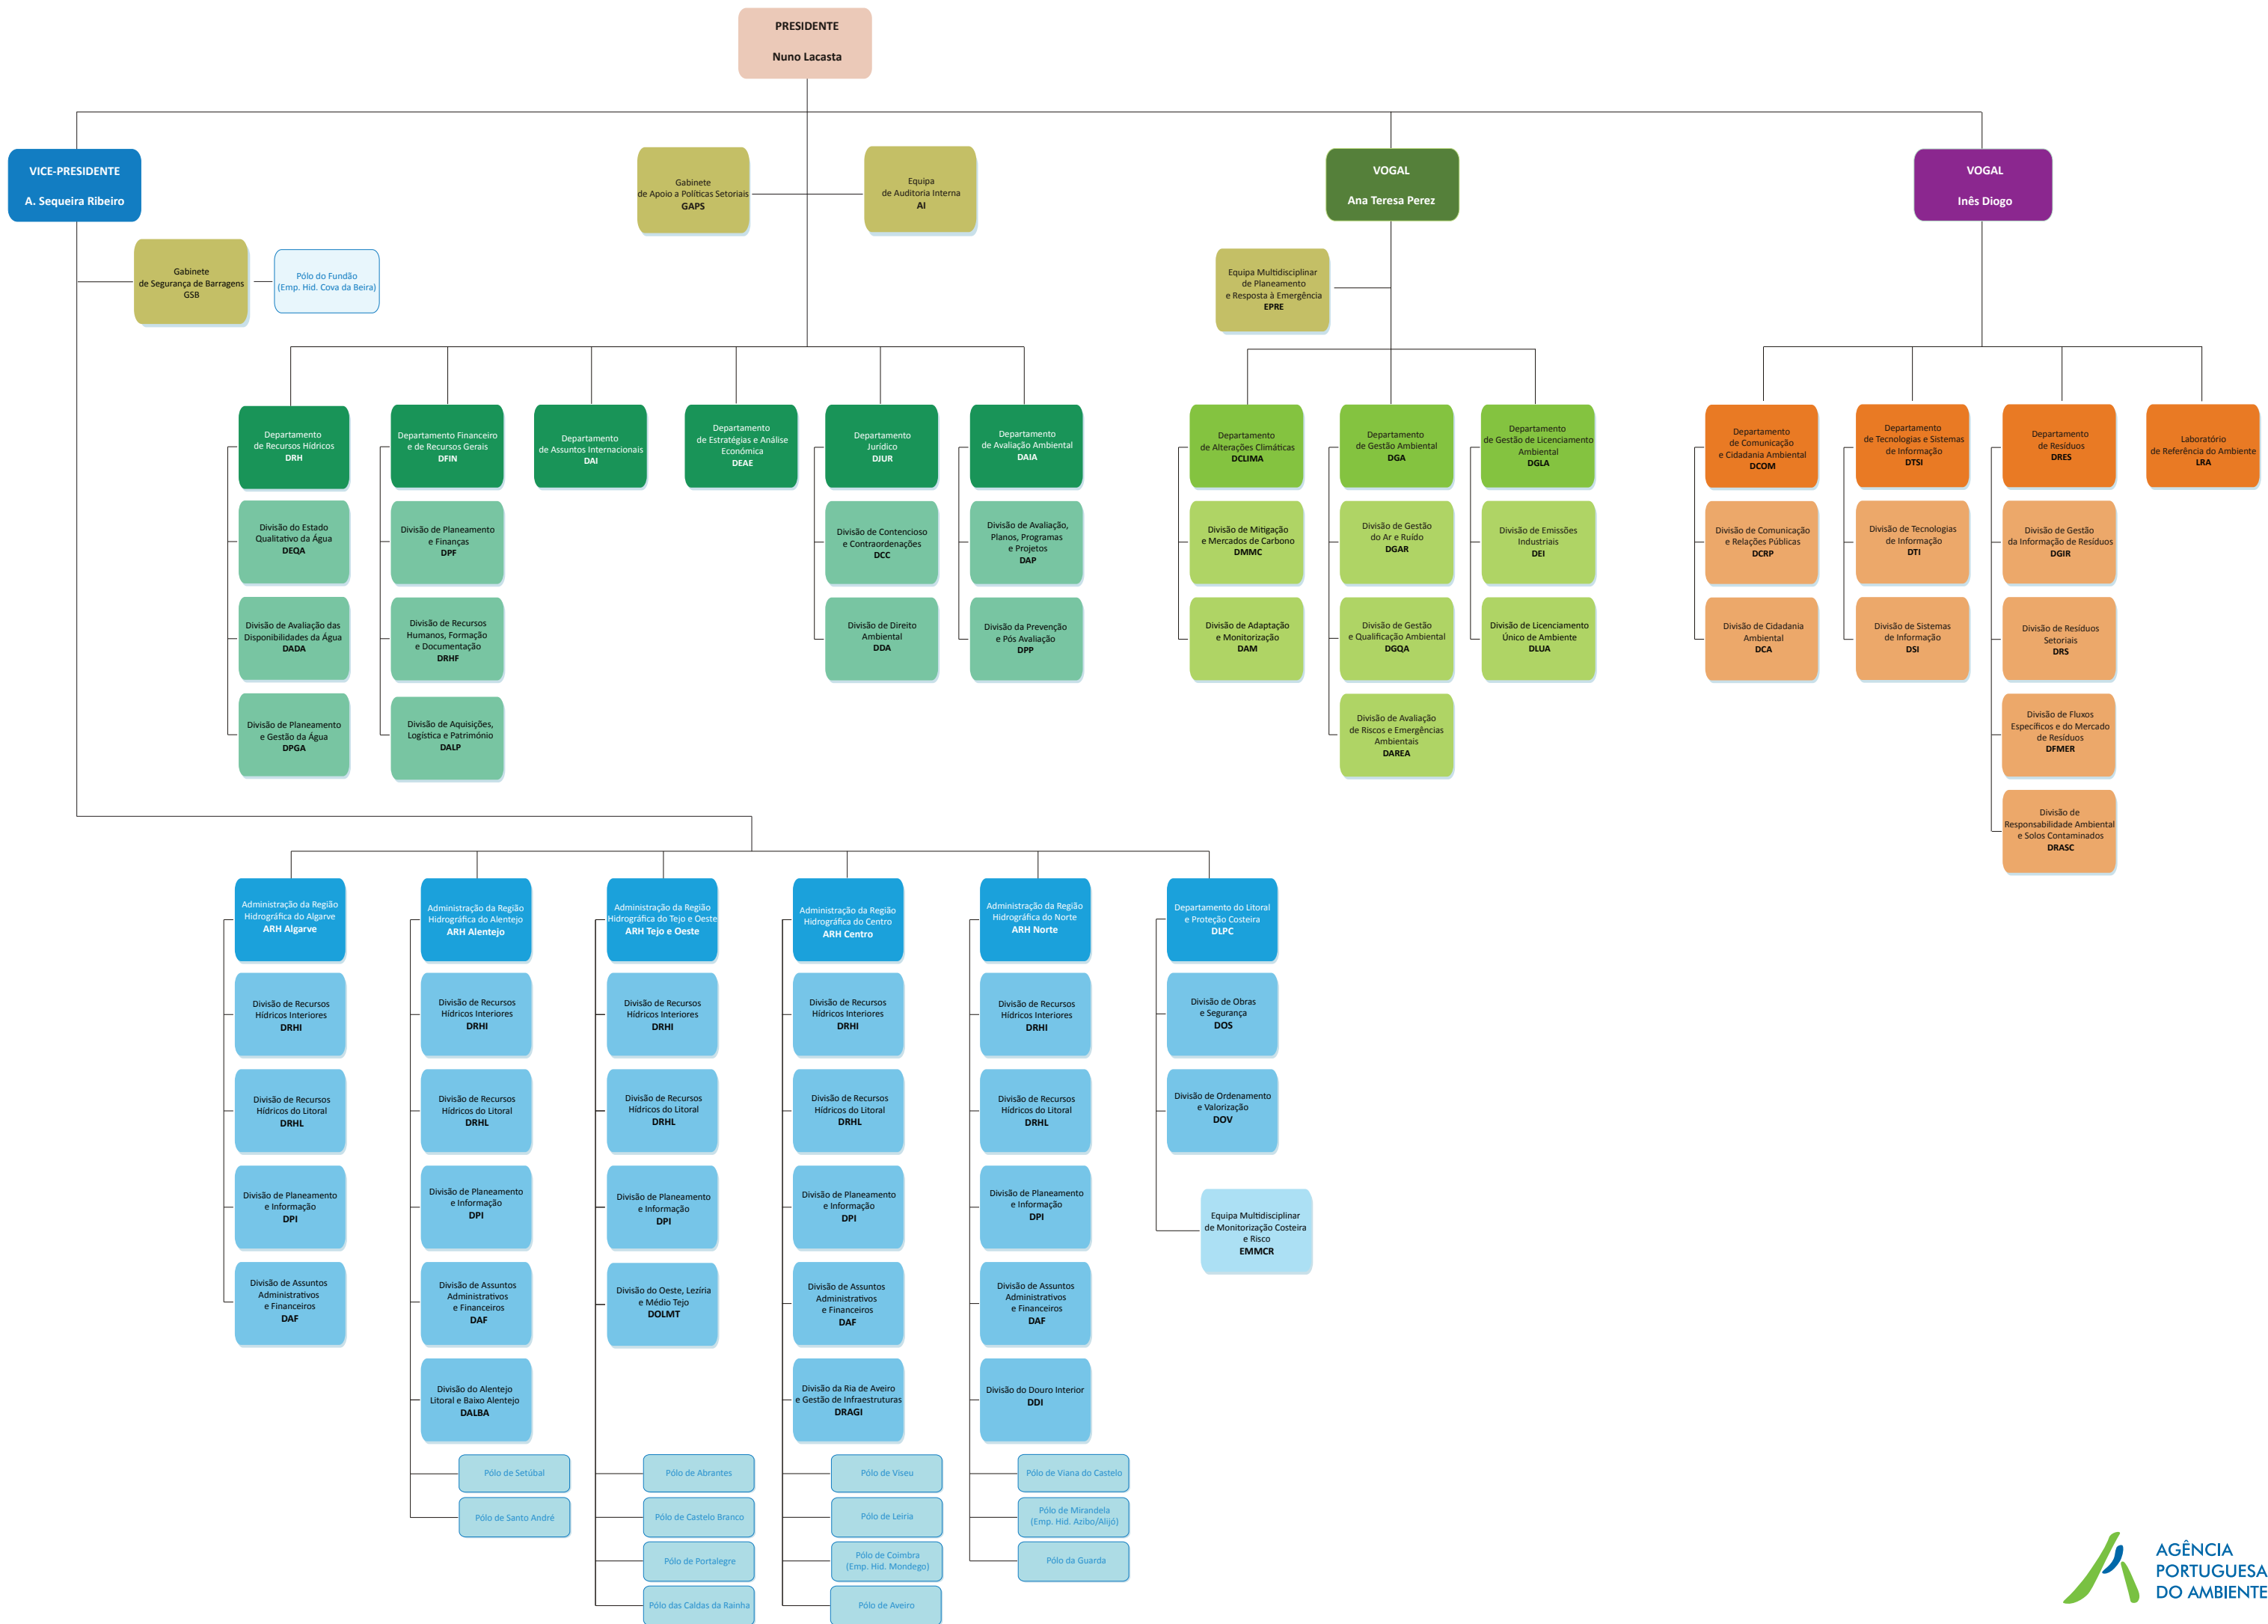 PRESIDENTE
Nuno Lacasta
VICE-PRESIDENTE
A. Sequeira Ribeiro
Gabinete
de Apoio a Políticas Setoriais
GAPS
Equipa
de Auditoria Interna
AI
VOGAL
Ana Teresa Perez
VOGAL
Inês Diogo
Gabinete
de Segurança de Barragens
GSB
Pólo do Fundão
(Emp. Hid. Cova da Beira)
Equipa Multidisciplinar
de Planeamento
e Resposta à Emergência
EPRE
Departamento
de Recursos Hídricos
DRH
Departamento Financeiro
e de Recursos Gerais
DFIN
Departamento
de Assuntos Internacionais
DAI
Departamento
de Estratégias e Análise
Económica
DEAE
Departamento
Jurídico
DJUR
Departamento
de Avaliação Ambiental
DAIA
Departamento
de Alterações Climáticas
DCLIMA
Departamento
de Gestão Ambiental
DGA
Departamento
de Gestão de Licenciamento
Ambiental
DGLA
Departamento
de Comunicação
e Cidadania Ambiental
DCOM
Departamento
de Tecnologias e Sistemas
de Informação
DTSI
Departamento
de Resíduos
DRES
Laboratório
de Referência do Ambiente
LRA
Divisão do Estado
Qualitativo da Água
DEQA
Divisão de Planeamento
e Finanças
DPF
Divisão de Contencioso
e Contraordenações
DCC
Divisão de Avaliação,
Planos, Programas
e Projetos
DAP
Divisão de Mitigação
e Mercados de Carbono
DMMC
Divisão de Gestão
do Ar e Ruído
DGAR
Divisão de Emissões
Industriais
DEI
Divisão de Comunicação
e Relações Públicas
DCRP
Divisão de Tecnologias
de Informação
DTI
Divisão de Gestão
da Informação de Resíduos
DGIR
Divisão de Avaliação das
Disponibilidades da Água
DADA
Divisão de Recursos
Humanos, Formação
e Documentação
DRHF
Divisão de Direito
Ambiental
DDA
Divisão da Prevenção
e Pós Avaliação
DPP
Divisão de Adaptação
e Monitorização
DAM
Divisão de Gestão
e Qualificação Ambiental
DGQA
Divisão de Licenciamento
Único de Ambiente
DLUA
Divisão de Cidadania
Ambiental
DCA
Divisão de Sistemas
de Informação
DSI
Divisão de Resíduos
Setoriais
DRS
Divisão de Planeamento
e Gestão da Água
DPGA
Divisão de Aquisições,
Logística e Património
DALP
Divisão de Avaliação
de Riscos e Emergências
Ambientais
DAREA
Divisão de Fluxos
Específicos e do Mercado
de Resíduos
DFMER
Divisão de
Responsabilidade Ambiental
e Solos Contaminados
DRASC
Administração da Região
Hidrográfica do Algarve
ARH Algarve
Administração da Região
Hidrográfica do Alentejo
ARH Alentejo
Administração da Região
Hidrográfica do Tejo e Oeste
ARH Tejo e Oeste
Administração da Região
Hidrográfica do Centro
ARH Centro
Administração da Região
Hidrográfica do Norte
ARH Norte
Departamento do Litoral
e Proteção Costeira
DLPC
Divisão de Recursos
Hídricos Interiores
DRHI
Divisão de Recursos
Hídricos Interiores
DRHI
Divisão de Recursos
Hídricos Interiores
DRHI
Divisão de Recursos
Hídricos Interiores
DRHI
Divisão de Recursos
Hídricos Interiores
DRHI
Divisão de Obras
e Segurança
DOS
Divisão de Recursos
Hídricos do Litoral
DRHL
Divisão de Recursos
Hídricos do Litoral
DRHL
Divisão de Recursos
Hídricos do Litoral
DRHL
Divisão de Recursos
Hídricos do Litoral
DRHL
Divisão de Recursos
Hídricos do Litoral
DRHL
Divisão de Ordenamento
e Valorização
DOV
Divisão de Planeamento
e Informação
DPI
Divisão de Planeamento
e Informação
DPI
Divisão de Planeamento
e Informação
DPI
Divisão de Planeamento
e Informação
DPI
Divisão de Planeamento
e Informação
DPI
Equipa Multidisciplinar
de Monitorização Costeira
e Risco
EMMCR
Divisão de Assuntos
Administrativos
e Financeiros
DAF
Divisão de Assuntos
Administrativos
e Financeiros
DAF
Divisão do Oeste, Lezíria
e Médio Tejo
DOLMT
Divisão de Assuntos
Administrativos
e Financeiros
DAF
Divisão de Assuntos
Administrativos
e Financeiros
DAF
Divisão do Alentejo
Litoral e Baixo Alentejo
DALBA
Divisão da Ria de Aveiro
e Gestão de Infraestruturas
DRAGI
Divisão do Douro Interior
DDI
Pólo de Setúbal
Pólo de Abrantes
Pólo de Viseu
Pólo de Viana do Castelo
Pólo de Santo André
Pólo de Castelo Branco
Pólo de Leiria
Pólo de Mirandela
(Emp. Hid. Azibo/Alijó)
Pólo de Portalegre
Pólo de Coimbra
(Emp. Hid. Mondego)
Pólo da Guarda
Pólo das Caldas da Rainha
Pólo de Aveiro
AGÊNCIA
PORTUGUESA
DO AMBIENTE